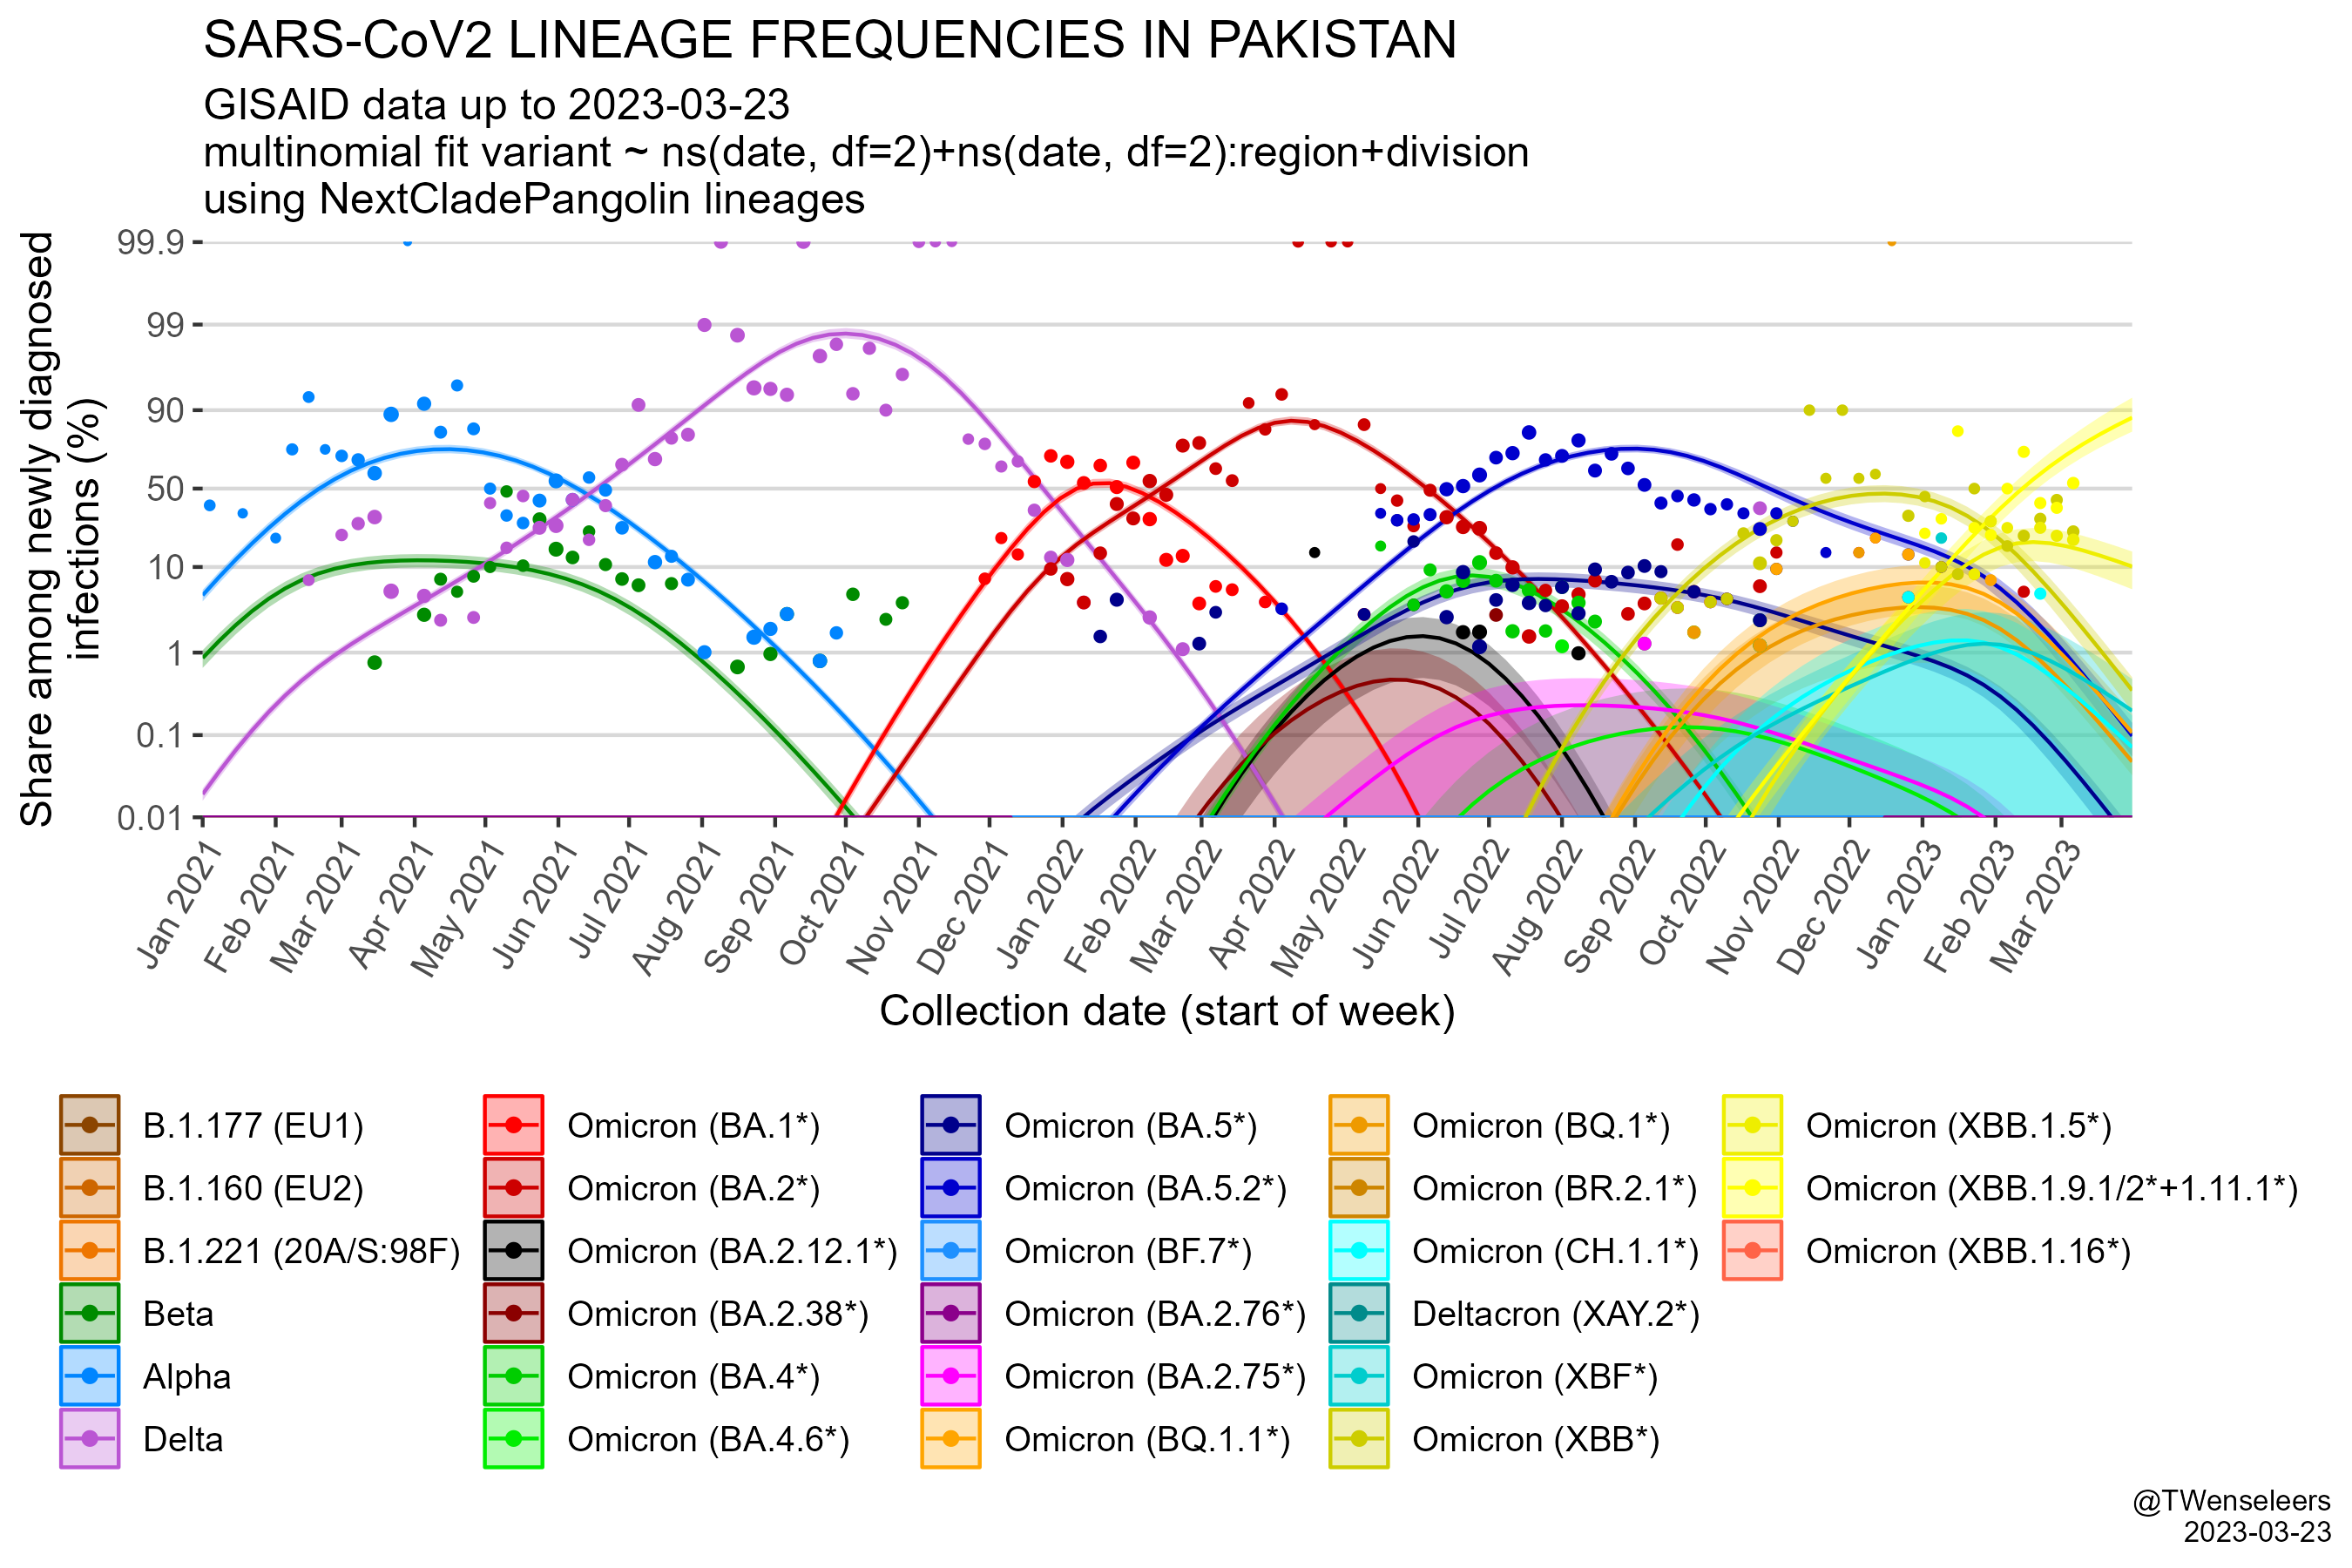 SARS-CoV2 LINEAGE FREQUENCIES IN PAKISTAN
GISAID data up to 2023-03-23
multinomial fit variant ~ ns(date, df=2)+ns(date, df=2):region+division
using NextCladePangolin lineages
Share among newly diagnosed
infections (%)
99.9
99
90
50
10
1
0.1
0.01
Jan 2021
Feb 2021
Mar 2021
Apr 2021
May 2021
Jun 2021
Jul 2021
Aug 2021
Sep 2021
Oct 2021
Nov 2021
Dec 2021
Jan 2022
Feb 2022
Mar 2022
Apr 2022
May 2022
Jun 2022
Jul 2022
Aug 2022
Sep 2022
Oct 2022
Nov 2022
Dec 2022
Jan 2023
Feb 2023
Mar 2023
Collection date (start of week)
B.1.177 (EU1)
B.1.160 (EU2)
B.1.221 (20A/S:98F)
Beta
Alpha
Delta
Omicron (BA.1*)
Omicron (BA.2*)
Omicron (BA.2.12.1*)
Omicron (BA.2.38*)
Omicron (BA.4*)
Omicron (BA.4.6*)
Omicron (BA.5*)
Omicron (BA.5.2*)
Omicron (BF.7*)
Omicron (BA.2.76*)
Omicron (BA.2.75*)
Omicron (BQ.1.1*)
Omicron (BQ.1*)
Omicron (BR.2.1*)
Omicron (CH.1.1*)
Deltacron (XAY.2*)
Omicron (XBF*)
Omicron (XBB*)
Omicron (XBB.1.5*)
Omicron (XBB.1.9.1/2*+1.11.1*)
Omicron (XBB.1.16*)
@TWenseleers
2023-03-23